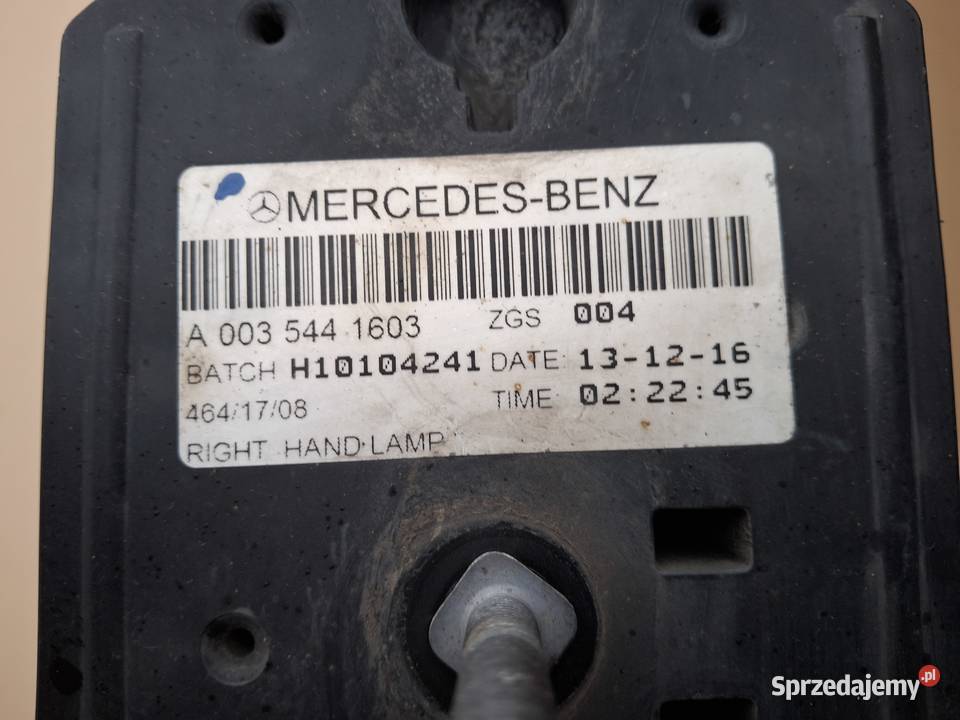 MERCEDES-BENZ
A 003 544 1603 ZGS 004
BATCH H10104241 DATE: 13-12-16
464/17/08 TIME: 02:22:45
RIGHT HAND LAMP
Sprzedajemy.pl